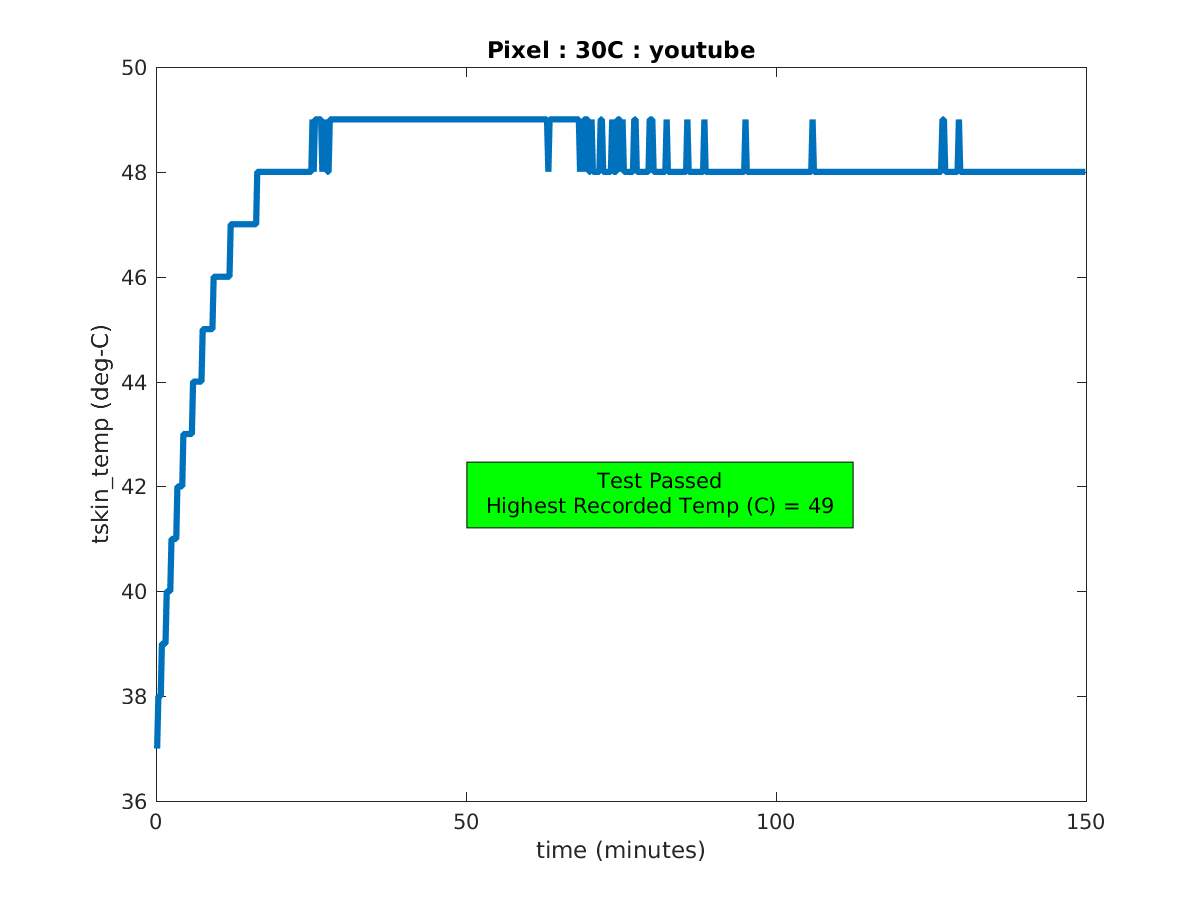 Pixel : 30C : youtube
50
48
46
44
42
40
38
36
tskin_temp (deg-C)
Test Passed
Highest Recorded Temp (C) = 49
0
50
100
150
time (minutes)